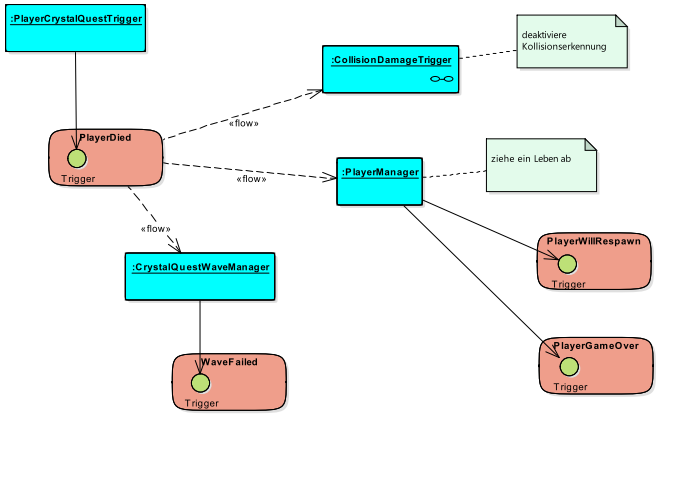 :PlayerCrystalQuestTrigger
deaktiviere
Kollisionserkennung
:CollisionDamageTrigger
«flow»
PlayerDied
Trigger
ziehe ein Leben ab
:PlayerManager
«flow»
«flow»
PlayerWillRespawn
Trigger
:CrystalQuestWaveManager
PlayerGameOver
Trigger
WaveFailed
Trigger